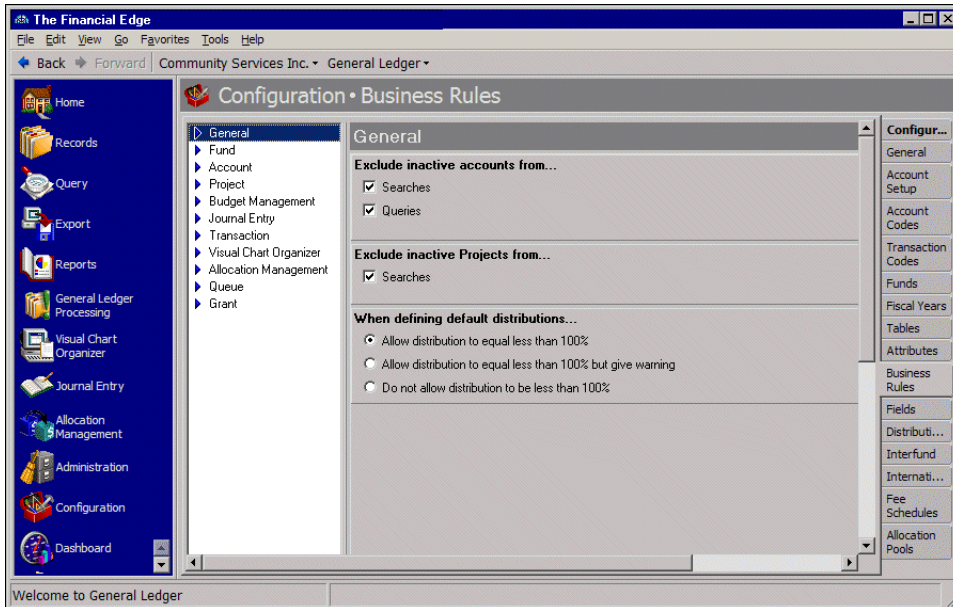 The Financial Edge
File Edit View Go Favorites Tools Help
Back Forward Community Services Inc. General Ledger
Home
Records
Query
Export
Reports
General Ledger
Processing
Visual Chart
Organizer
Journal Entry
Allocation
Management
Administration
Configuration
Dashboard
Configuration • Business Rules
General
Fund
Account
Project
Budget Management
Journal Entry
Transaction
Visual Chart Organizer
Allocation Management
Queue
Grant
General
Exclude inactive accounts from...
Searches
Queries
Exclude inactive Projects from...
Searches
When defining default distributions...
Allow distribution to equal less than 100%
Allow distribution to equal less than 100% but give warning
Do not allow distribution to be less than 100%
Configur...
General
Account
Setup
Account
Codes
Transaction
Codes
Funds
Fiscal Years
Tables
Attributes
Business
Rules
Fields
Distributi...
Interfund
Internati...
Fee
Schedules
Allocation
Pools
Welcome to General Ledger